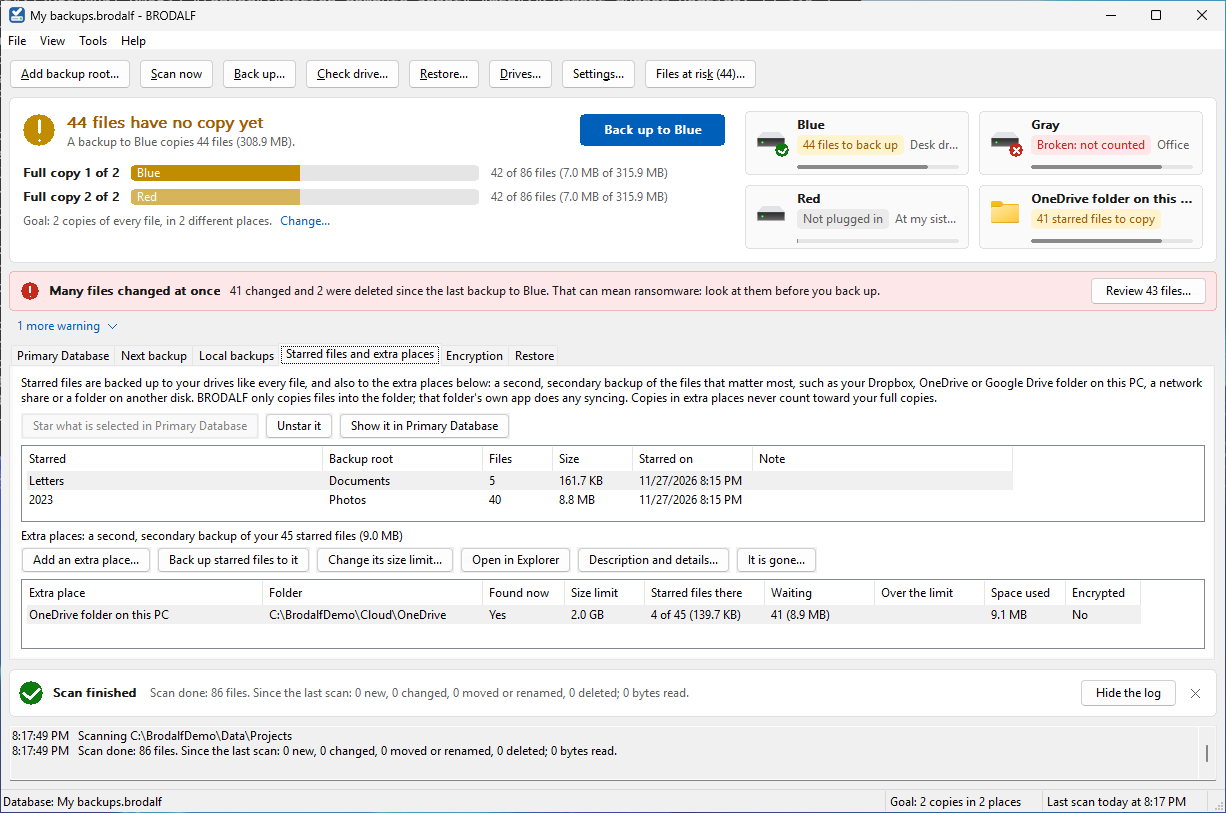 My backups.brodalf - BRODALF
File View Tools Help
Add backup root... Scan now Back up... Check drive... Restore... Drives... Settings... Files at risk (44)...
44 files have no copy yet
A backup to Blue copies 44 files (308.9 MB).
Back up to Blue
Full copy 1 of 2 Blue 42 of 86 files (7.0 MB of 315.9 MB)
Full copy 2 of 2 Red 42 of 86 files (7.0 MB of 315.9 MB)
Goal: 2 copies of every file, in 2 different places. Change...
Blue
44 files to back up Desk dr...
Gray
Broken: not counted Office
Red
Not plugged in At my sist...
OneDrive folder on this ...
41 starred files to copy
Many files changed at once 41 changed and 2 were deleted since the last backup to Blue. That can mean ransomware: look at them before you back up. Review 43 files...
1 more warning
Primary Database Next backup Local backups Starred files and extra places Encryption Restore
Starred files are backed up to your drives like every file, and also to the extra places below: a second, secondary backup of the files that matter most, such as your Dropbox, OneDrive or Google Drive folder on this PC, a network
share or a folder on another disk. BRODALF only copies files into the folder; that folder's own app does any syncing. Copies in extra places never count toward your full copies.
Star what is selected in Primary Database Unstar it Show it in Primary Database
Starred Backup root Files Size Starred on Note
Letters Documents 5 161.7 KB 11/27/2026 8:15 PM
2023 Photos 40 8.8 MB 11/27/2026 8:15 PM
Extra places: a second, secondary backup of your 45 starred files (9.0 MB)
Add an extra place... Back up starred files to it Change its size limit... Open in Explorer Description and details... It is gone...
Extra place Folder Found now Size limit Starred files there Waiting Over the limit Space used Encrypted
OneDrive folder on this PC C:\BrodalfDemo\Cloud\OneDrive Yes 2.0 GB 4 of 45 (139.7 KB) 41 (8.9 MB) 9.1 MB No
Scan finished Scan done: 86 files. Since the last scan: 0 new, 0 changed, 0 moved or renamed, 0 deleted; 0 bytes read. Hide the log
8:17:49 PM Scanning C:\BrodalfDemo\Data\Projects
8:17:49 PM Scan done: 86 files. Since the last scan: 0 new, 0 changed, 0 moved or renamed, 0 deleted; 0 bytes read.
Database: My backups.brodalf Goal: 2 copies in 2 places Last scan today at 8:17 PM